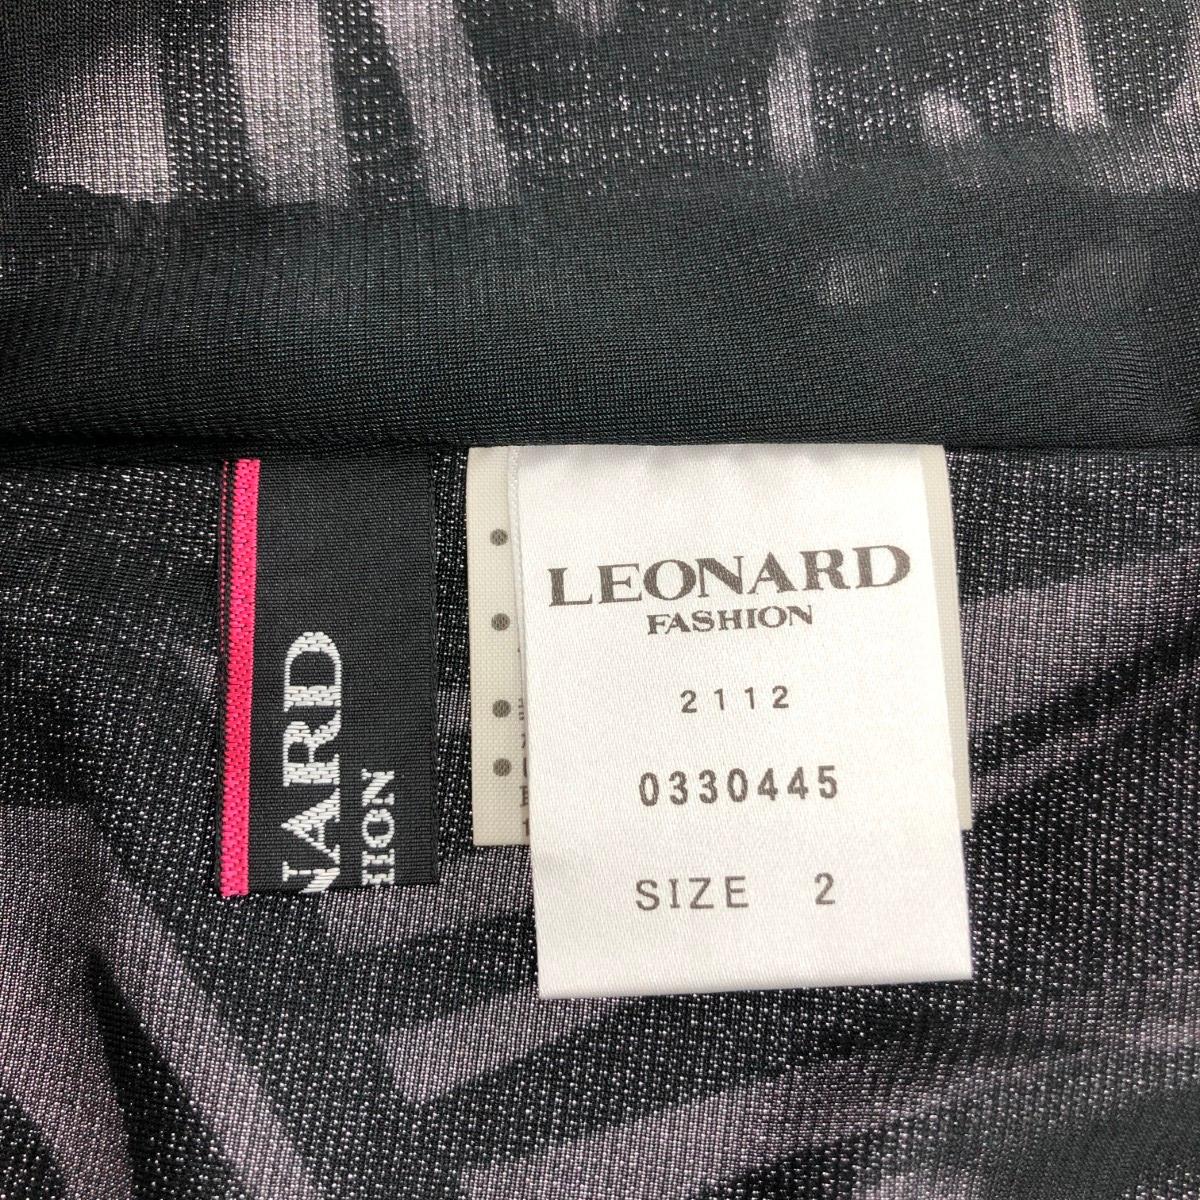 LEONARD
FASHION
2112
0330445
SIZE 2
NARD
HION